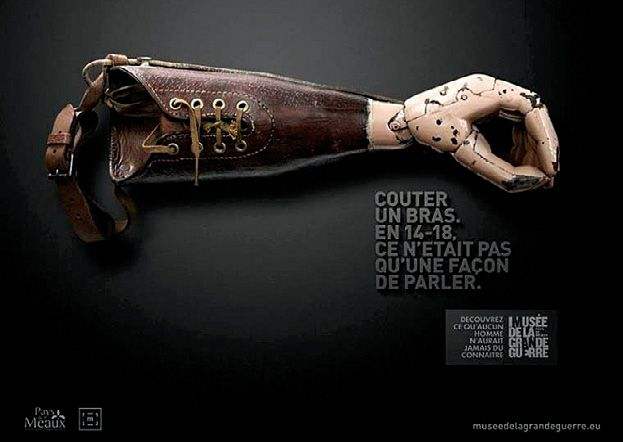 COUTER
UN BRAS.
EN 14-18,
CE N'ETAIT PAS
QU'UNE FAÇON
DE PARLER.
DECOUVREZ
CE QU'AUCUN
HOMME
N'AURAIT
JAMAIS DU
CONNAITRE
MUSÉE
DE LA
GRANDE
GUERRE
Pays
de Meaux
m
museedelagrandeguerre.eu